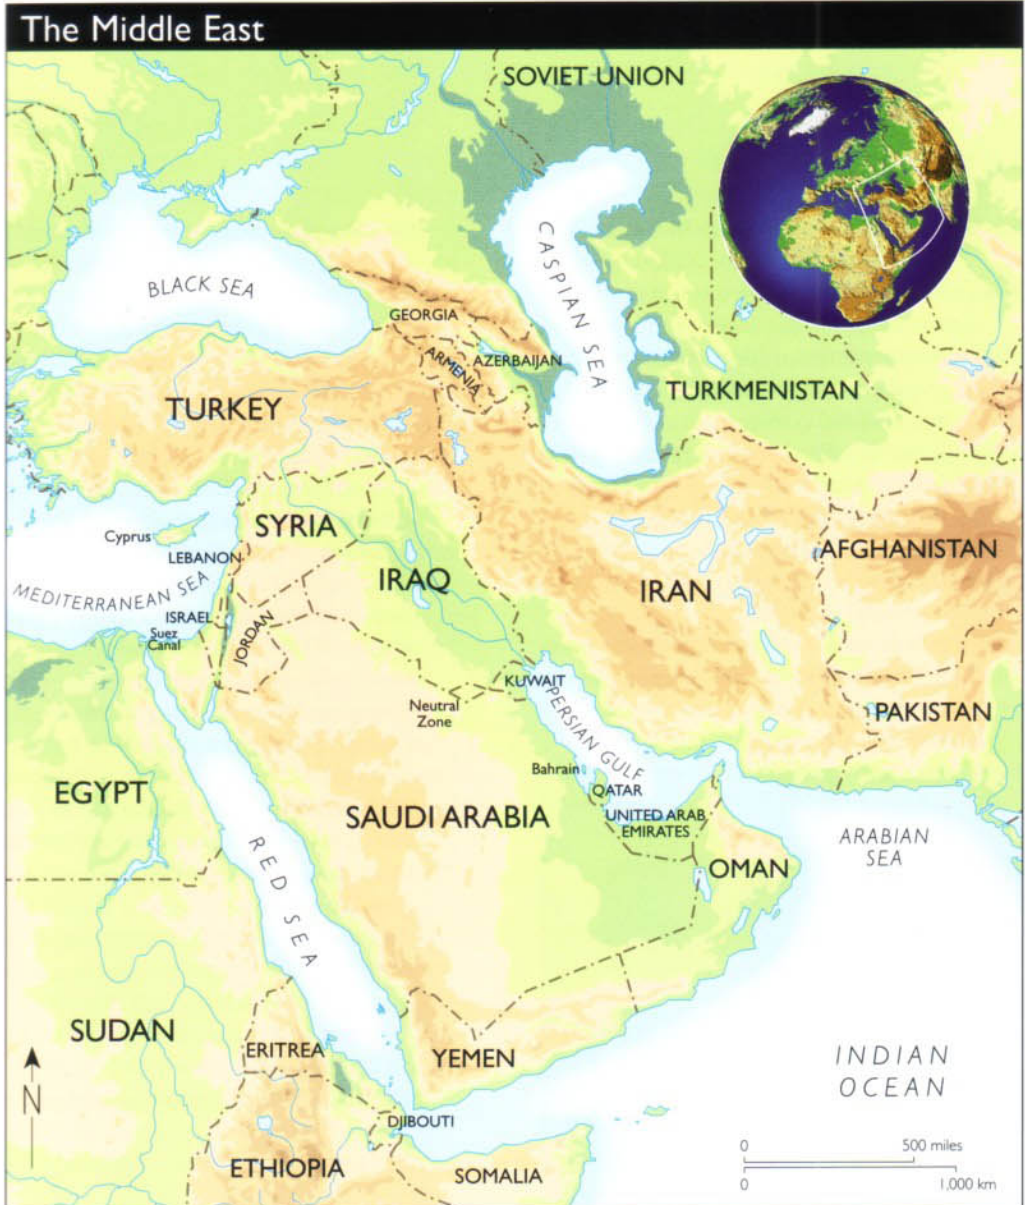 The Middle East
SOVIET UNION
CASPIAN SEA
BLACK SEA
GEORGIA
ARMENIA
AZERBAIJAN
TURKMENISTAN
TURKEY
SYRIA
Cyprus
LEBANON
AFGHANISTAN
IRAQ
IRAN
MEDITERRANEAN SEA
ISRAEL
Suez
Canal
JORDAN
KUWAIT
Neutral
Zone
PERSIAN GULF
PAKISTAN
Bahrain
QATAR
EGYPT
SAUDI ARABIA
UNITED ARAB
EMIRATES
ARABIAN
SEA
OMAN
RED SEA
SUDAN
ERITREA
YEMEN
INDIAN
OCEAN
N
DJIBOUTI
ETHIOPIA
SOMALIA
0
500 miles
0
1,000 km